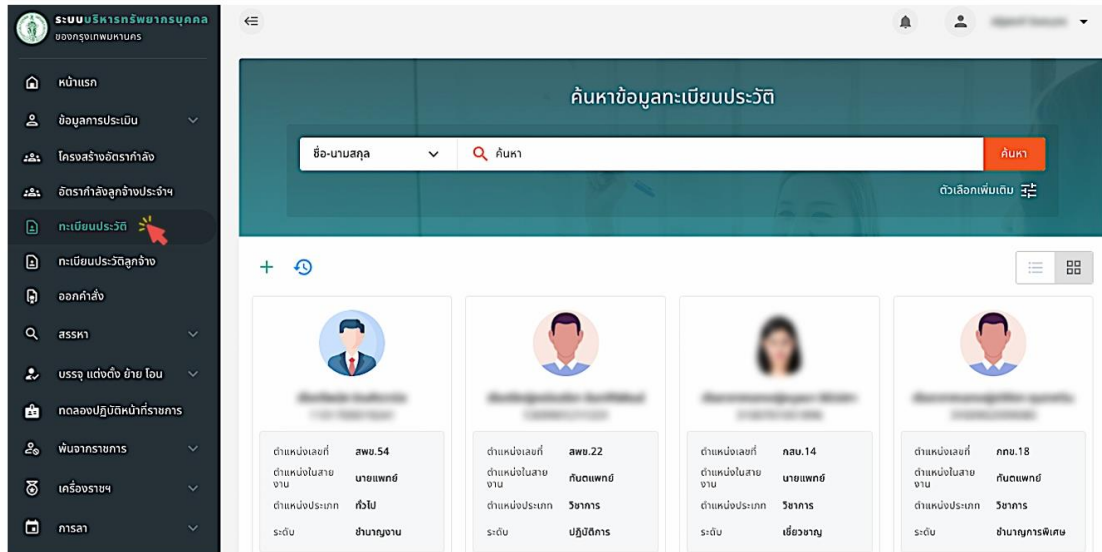 ระบบบริหารทรัพยากรบุคคล
ของกรุงเทพมหานคร
หน้าแรก
ข้อมูลการประเมิน
โครงสร้างอัตรากำลัง
อัตรากำลังลูกจ้างประจำฯ
ทะเบียนประวัติ
ทะเบียนประวัติลูกจ้าง
ออกคำสั่ง
สรรหา
บรรจุ แต่งตั้ง ย้าย โอน
ทดลองปฏิบัติหน้าที่ราชการ
พ้นจากราชการ
เครื่องราชฯ
การลา
ค้นหาข้อมูลทะเบียนประวัติ
ชื่อ-นามสกุล ค้นหา ค้นหา
ตัวเลือกเพิ่มเติม
ตำแหน่งเลขที่ สพข.54
ตำแหน่งในสาย
งาน นายแพทย์
ตำแหน่งประเภท ทั่วไป
ระดับ ชำนาญงาน
ตำแหน่งเลขที่ สพข.22
ตำแหน่งในสาย
งาน ทันตแพทย์
ตำแหน่งประเภท วิชาการ
ระดับ ปฏิบัติการ
ตำแหน่งเลขที่ กสบ.14
ตำแหน่งในสาย
งาน นายแพทย์
ตำแหน่งประเภท วิชาการ
ระดับ เชี่ยวชาญ
ตำแหน่งเลขที่ กทข.18
ตำแหน่งในสาย
งาน ทันตแพทย์
ตำแหน่งประเภท วิชาการ
ระดับ ชำนาญการพิเศษ